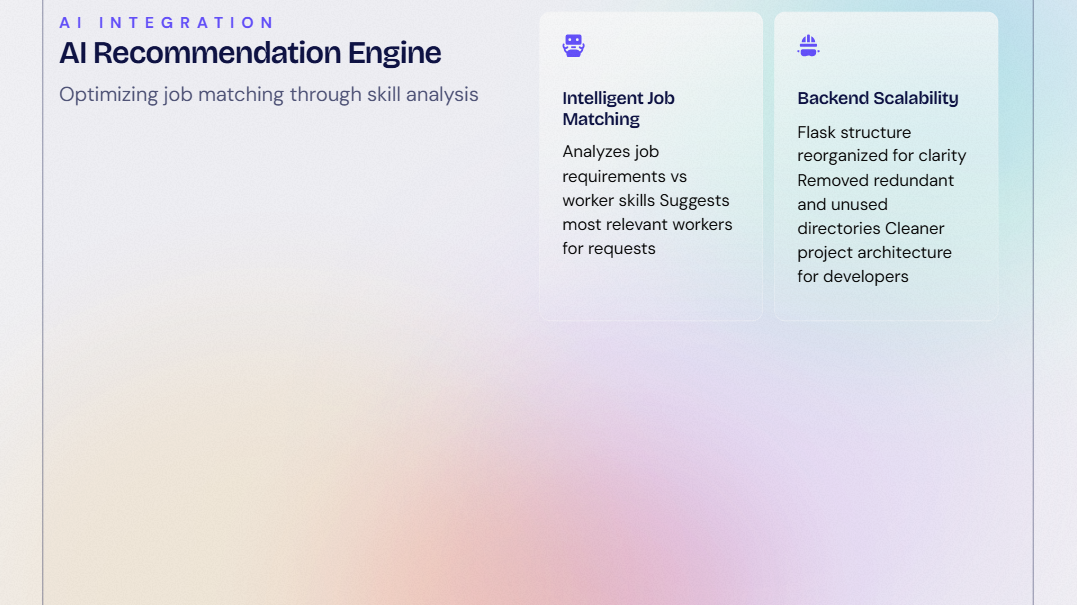 AI INTEGRATION
AI Recommendation Engine
Optimizing job matching through skill analysis
Intelligent Job
Matching
Analyzes job
requirements vs
worker skills Suggests
most relevant workers
for requests
Backend Scalability
Flask structure
reorganized for clarity
Removed redundant
and unused
directories Cleaner
project architecture
for developers